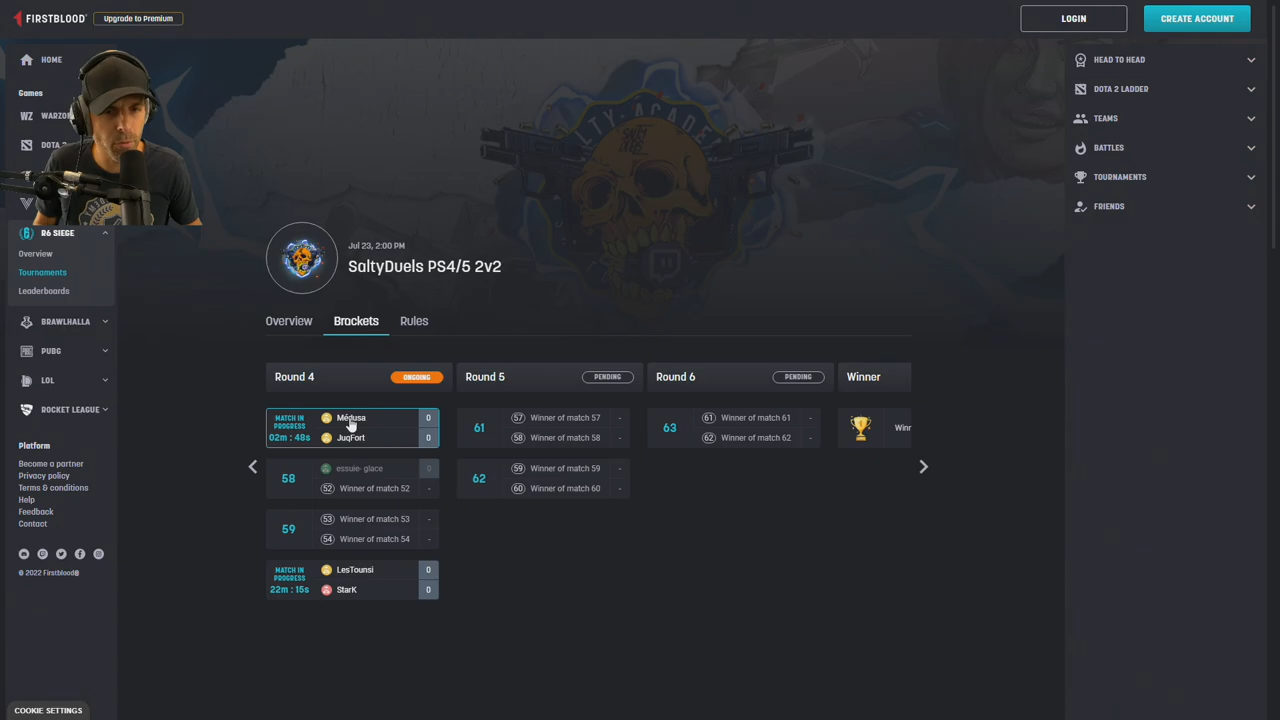 FIRSTBLOOD
Upgrade to Premium
LOGIN
CREATE ACCOUNT
HOME
Games
WZ
DOTA 2
R6 SIEGE
Overview
Tournaments
Leaderboards
BRAWLHALLA
PUBG
LOL
ROCKET LEAGUE
Platform
Become a partner
Privacy policy
Terms & conditions
Help
Feedback
Contact
© 2022 Firstblood®
COOKIE SETTINGS
Jul 23, 2:00 PM
SaltyDuels PS4/5 2v2
Overview Brackets Rules
Round 4 ONGOING
MATCH IN PROGRESS
02m : 48s
Médusa 0
JuqFort 0
58
essuie- glace 0
52 Winner of match 52 -
59
53 Winner of match 53 -
54 Winner of match 54 -
MATCH IN PROGRESS
22m : 15s
LesTounsi 0
StarK 0
Round 5 PENDING
61
57 Winner of match 57 -
58 Winner of match 58 -
62
59 Winner of match 59 -
60 Winner of match 60 -
Round 6 PENDING
63
61 Winner of match 61 -
62 Winner of match 62 -
Winner
Winr
HEAD TO HEAD
DOTA 2 LADDER
TEAMS
BATTLES
TOURNAMENTS
FRIENDS